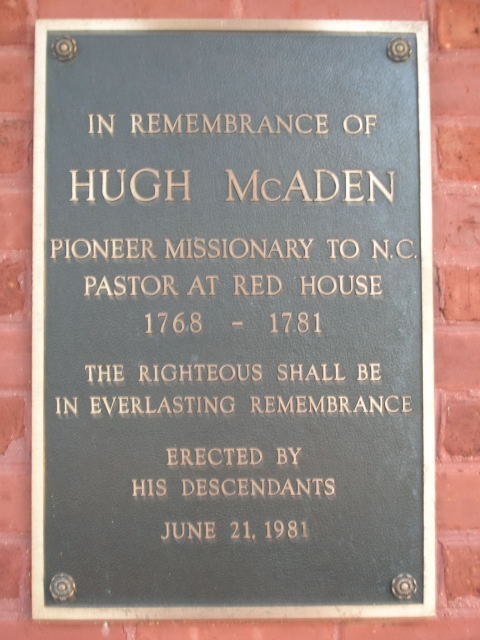 IN REMEMBRANCE OF
HUGH McADEN
PIONEER MISSIONARY TO N.C.
PASTOR AT RED HOUSE
1768 - 1781
THE RIGHTEOUS SHALL BE
IN EVERLASTING REMEMBRANCE
ERECTED BY
HIS DESCENDANTS
JUNE 21, 1981